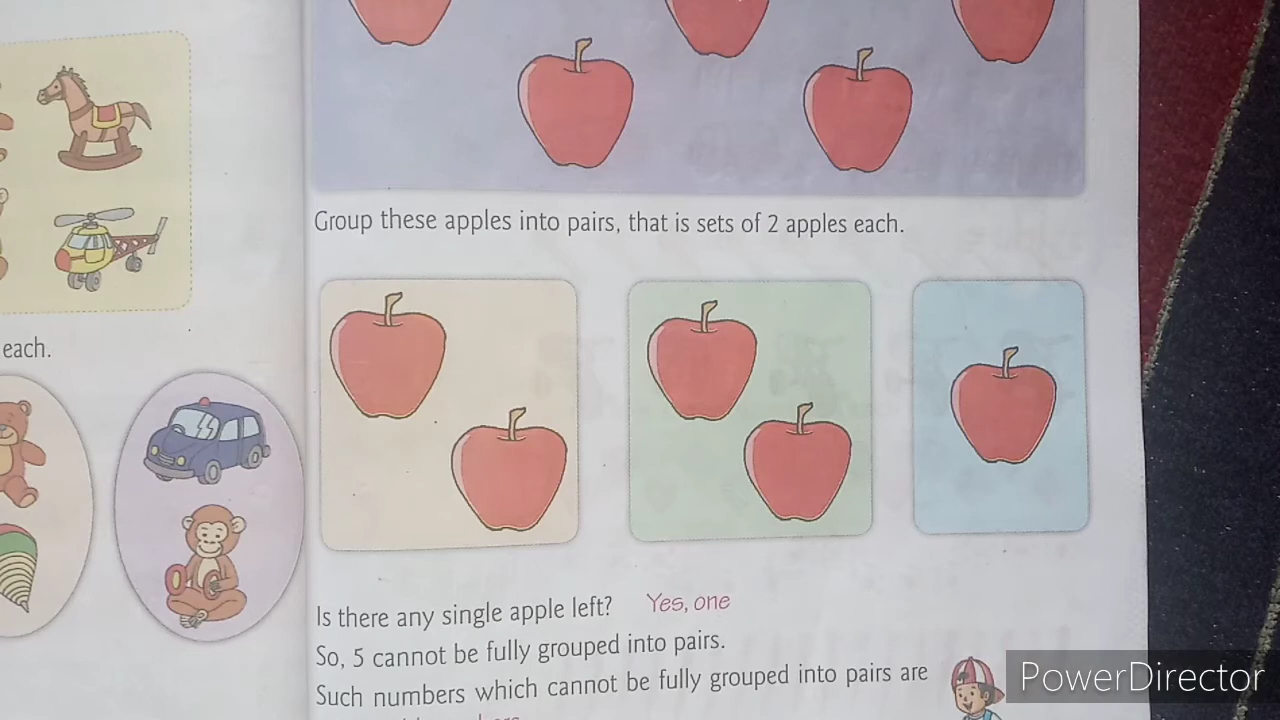 Group these apples into pairs, that is sets of 2 apples each.
each.
Is there any single apple left? Yes, one
So, 5 cannot be fully grouped into pairs.
Such numbers which cannot be fully grouped into pairs are
PowerDirector